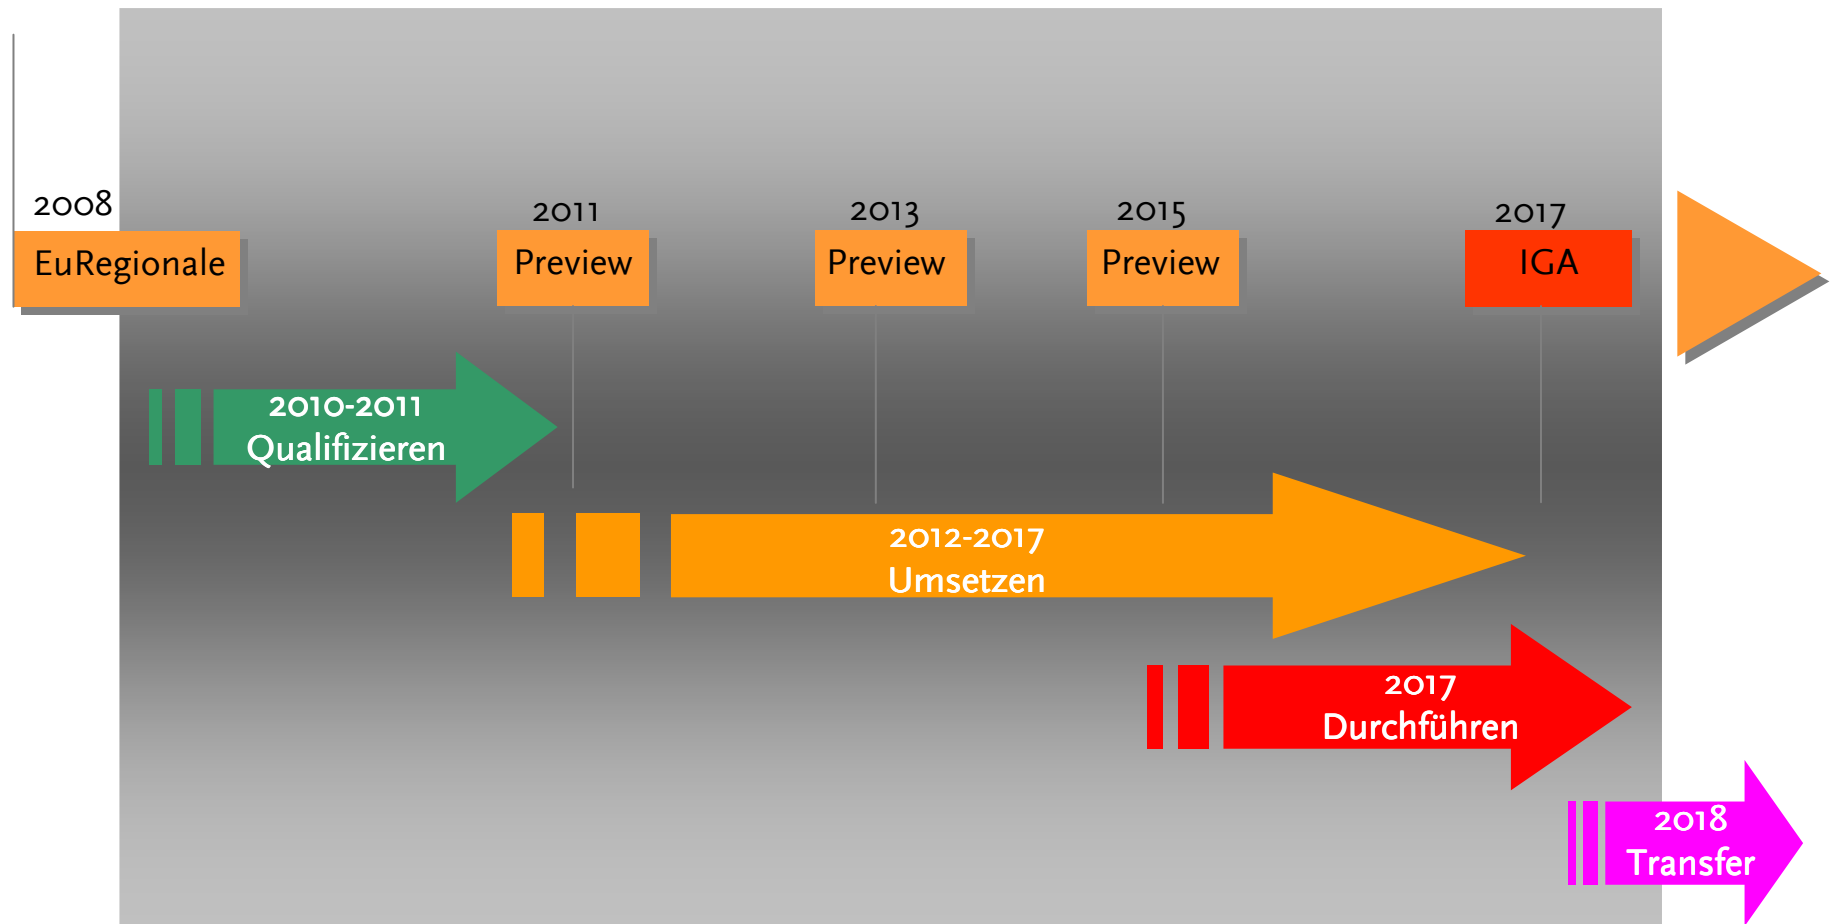 2008
EuRegionale
2011
Preview
2013
Preview
2015
Preview
2017
IGA
2010-2011
Qualifizieren
2012-2017
Umsetzen
2017
Durchführen
2018
Transfer